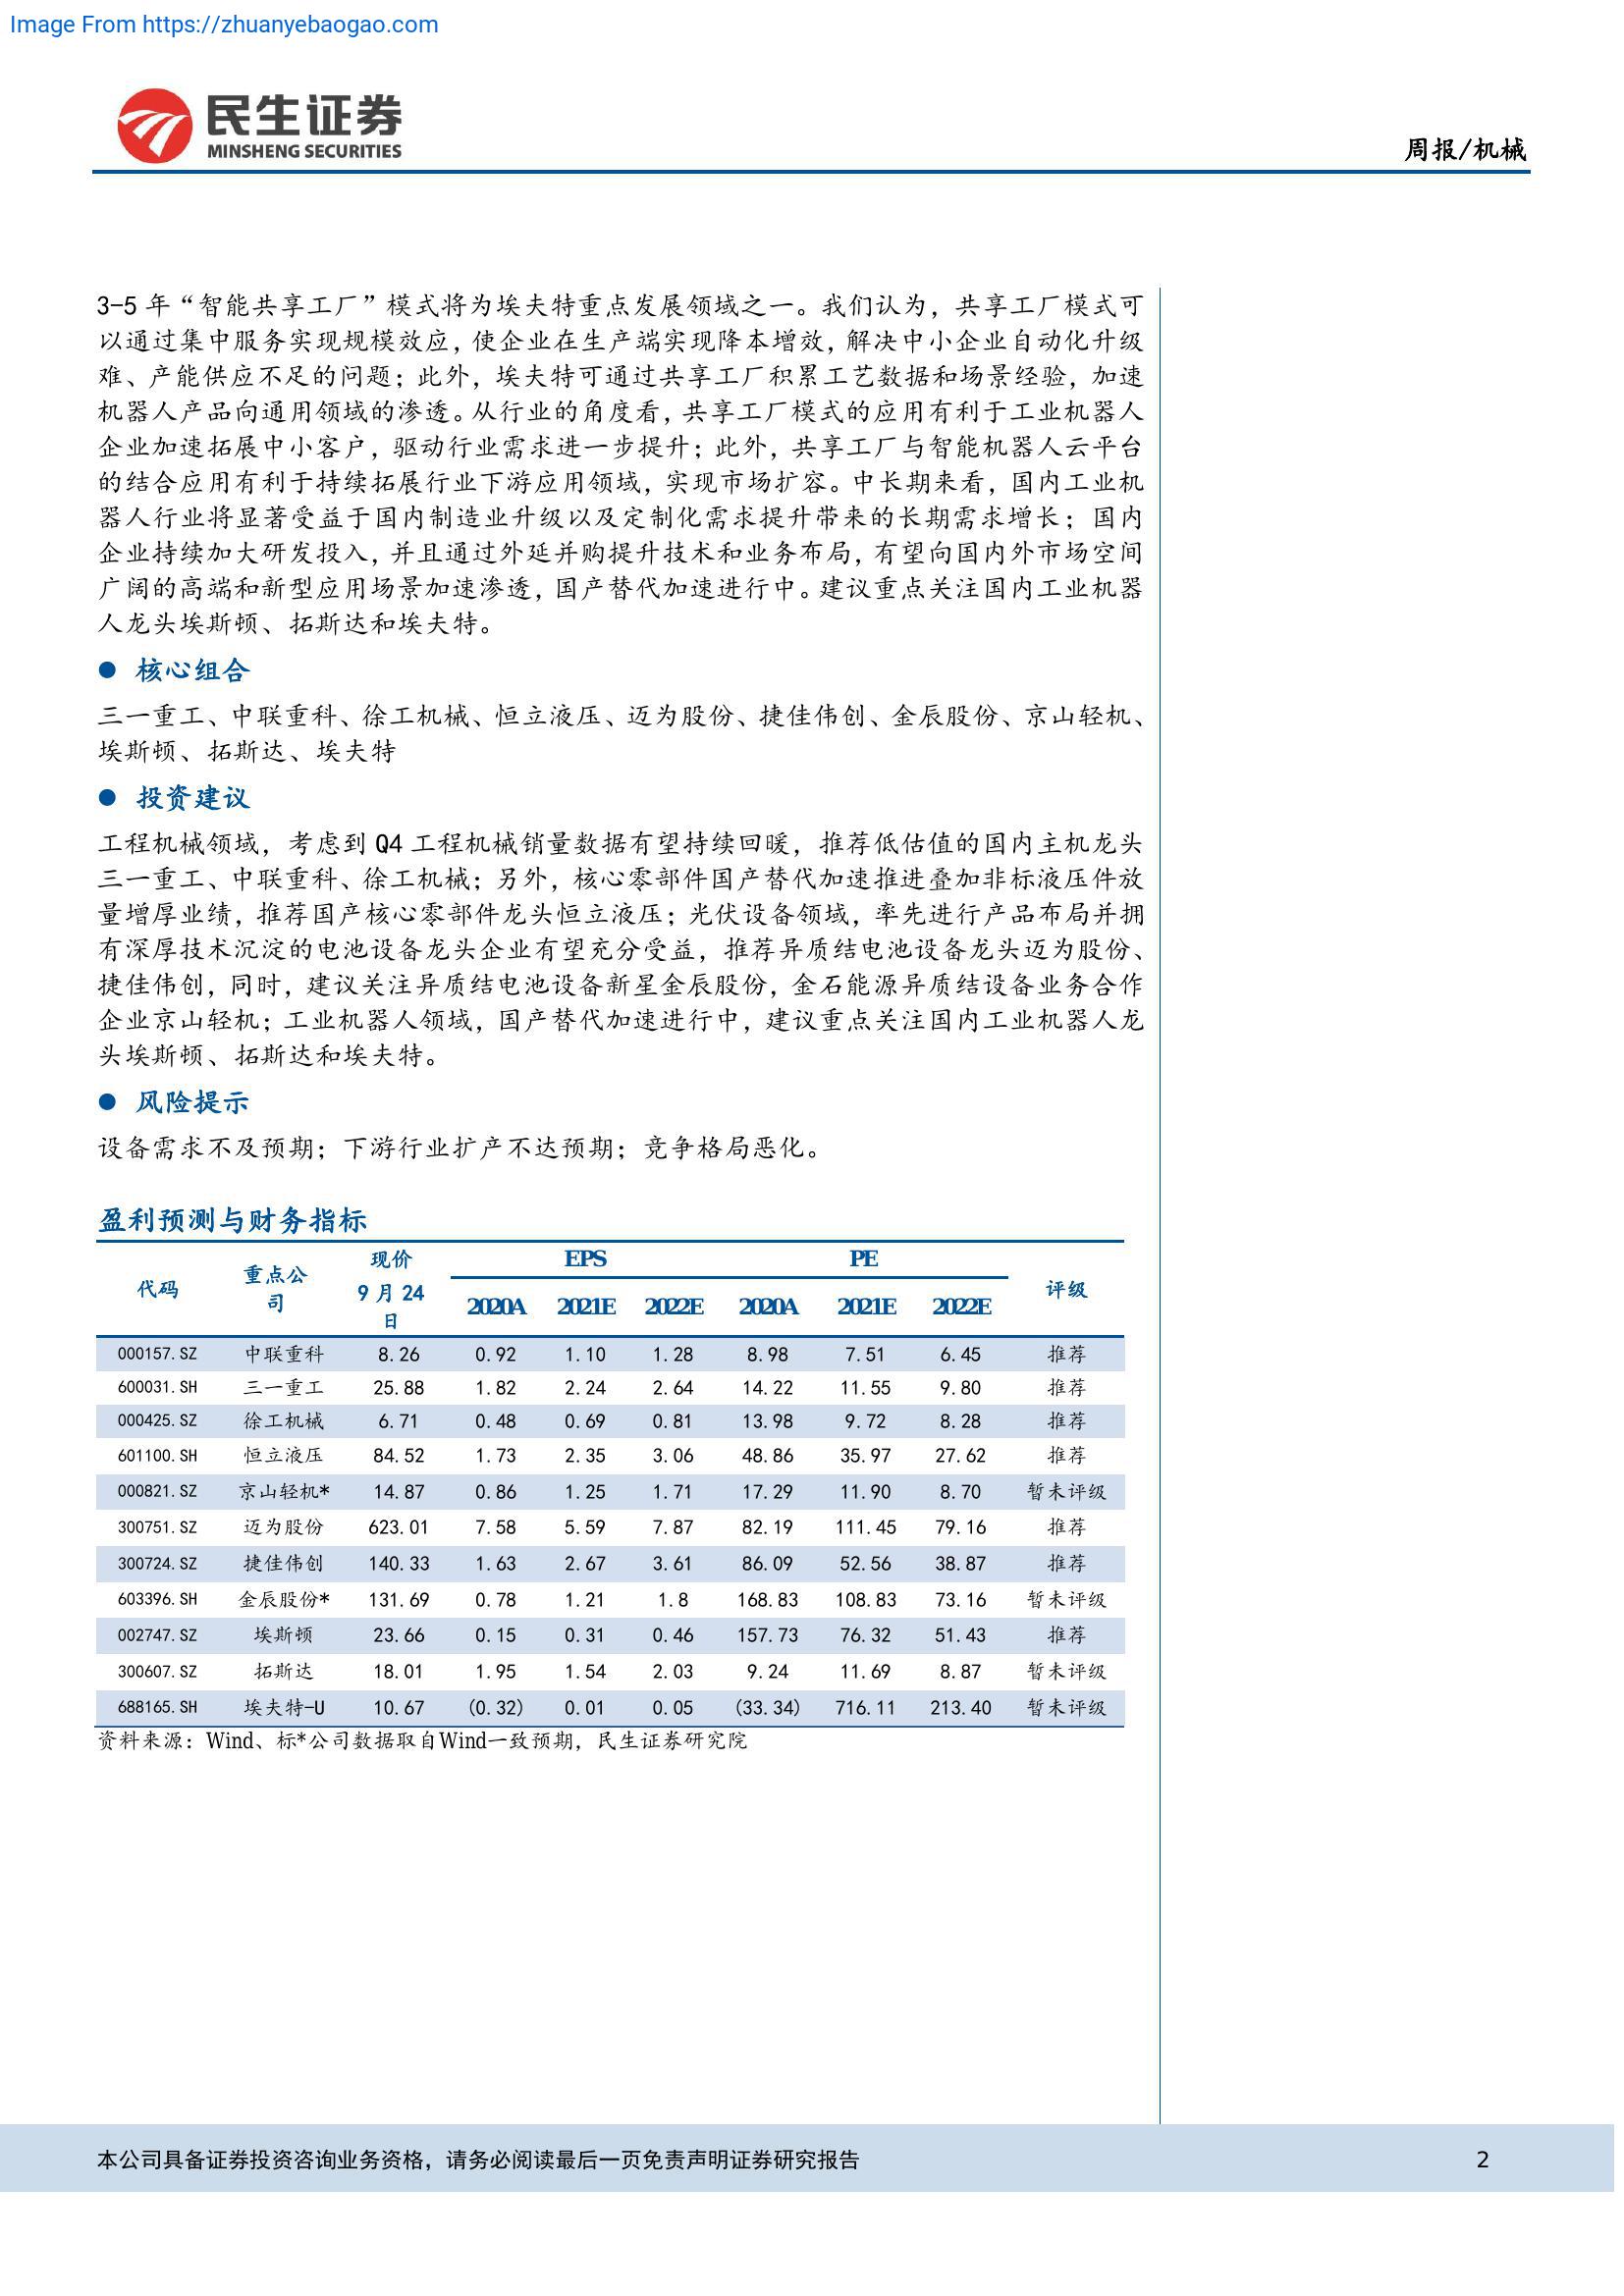 Image From https://zhuanyebaogao.com
民生证券
MINSHENG SECURITIES
周报/机械
3-5 年“智能共享工厂”模式将为埃夫特重点发展领域之一。我们认为，共享工厂模式可
以通过集中服务实现规模效应，使企业在生产端实现降本增效，解决中小企业自动化升级
难、产能供应不足的问题；此外，埃夫特可通过共享工厂积累工艺数据和场景经验，加速
机器人产品向通用领域的渗透。从行业的角度看，共享工厂模式的应用有利于工业机器人
企业加速拓展中小客户，驱动行业需求进一步提升；此外，共享工厂与智能机器人云平台
的结合应用有利于持续拓展行业下游应用领域，实现市场扩容。中长期来看，国内工业机
器人行业将显著受益于国内制造业升级以及定制化需求提升带来的长期需求增长；国内
企业持续加大研发投入，并且通过外延并购提升技术和业务布局，有望向国内外市场空间
广阔的高端和新型应用场景加速渗透，国产替代加速进行中。建议重点关注国内工业机器
人龙头埃斯顿、拓斯达和埃夫特。
● 核心组合
三一重工、中联重科、徐工机械、恒立液压、迈为股份、捷佳伟创、金辰股份、京山轻机、
埃斯顿、拓斯达、埃夫特
● 投资建议
工程机械领域，考虑到 Q4 工程机械销量数据有望持续回暖，推荐低估值的国内主机龙头
三一重工、中联重科、徐工机械；另外，核心零部件国产替代加速推进叠加非标液压件放
量增厚业绩，推荐国产核心零部件龙头恒立液压；光伏设备领域，率先进行产品布局并拥
有深厚技术沉淀的电池设备龙头企业有望充分受益，推荐异质结电池设备龙头迈为股份、
捷佳伟创，同时，建议关注异质结电池设备新星金辰股份，金石能源异质结设备业务合作
企业京山轻机；工业机器人领域，国产替代加速进行中，建议重点关注国内工业机器人龙
头埃斯顿、拓斯达和埃夫特。
● 风险提示
设备需求不及预期；下游行业扩产不达预期；竞争格局恶化。
盈利预测与财务指标
代码 重点公司 现价 9 月 24 日 EPS PE 评级
2020A 2021E 2022E 2020A 2021E 2022E
000157.SZ 中联重科 8.26 0.92 1.10 1.28 8.98 7.51 6.45 推荐
600031.SH 三一重工 25.88 1.82 2.24 2.64 14.22 11.55 9.80 推荐
000425.SZ 徐工机械 6.71 0.48 0.69 0.81 13.98 9.72 8.28 推荐
601100.SH 恒立液压 84.52 1.73 2.35 3.06 48.86 35.97 27.62 推荐
000821.SZ 京山轻机* 14.87 0.86 1.25 1.71 17.29 11.90 8.70 暂未评级
300751.SZ 迈为股份 623.01 7.58 5.59 7.87 82.19 111.45 79.16 推荐
300724.SZ 捷佳伟创 140.33 1.63 2.67 3.61 86.09 52.56 38.87 推荐
603396.SH 金辰股份* 131.69 0.78 1.21 1.8 168.83 108.83 73.16 暂未评级
002747.SZ 埃斯顿 23.66 0.15 0.31 0.46 157.73 76.32 51.43 推荐
300607.SZ 拓斯达 18.01 1.95 1.54 2.03 9.24 11.69 8.87 暂未评级
688165.SH 埃夫特-U 10.67 (0.32) 0.01 0.05 (33.34) 716.11 213.40 暂未评级
资料来源：Wind、标*公司数据取自Wind一致预期，民生证券研究院
本公司具备证券投资咨询业务资格，请务必阅读最后一页免责声明证券研究报告 2